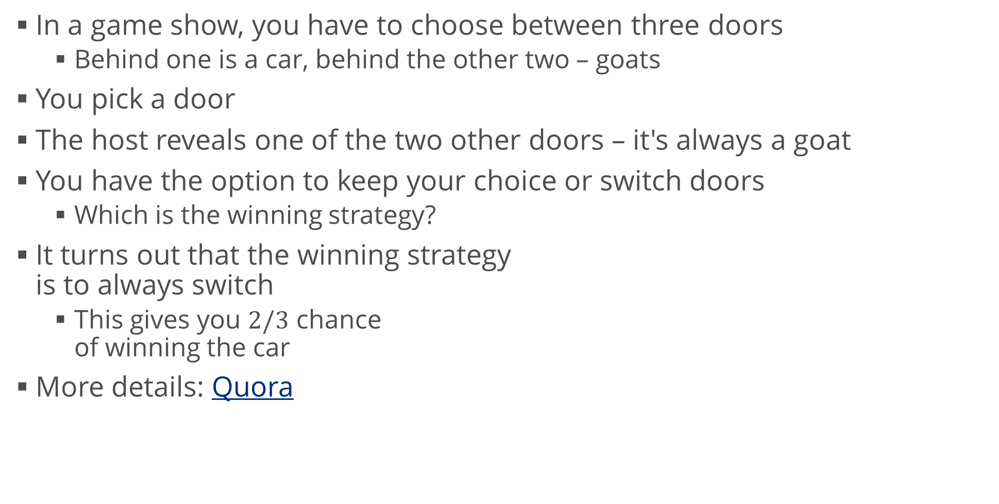 ▪ In a game show, you have to choose between three doors
▪ Behind one is a car, behind the other two – goats
▪ You pick a door
▪ The host reveals one of the two other doors – it's always a goat
▪ You have the option to keep your choice or switch doors
▪ Which is the winning strategy?
▪ It turns out that the winning strategy
is to always switch
▪ This gives you 2/3 chance
of winning the car
▪ More details: Quora